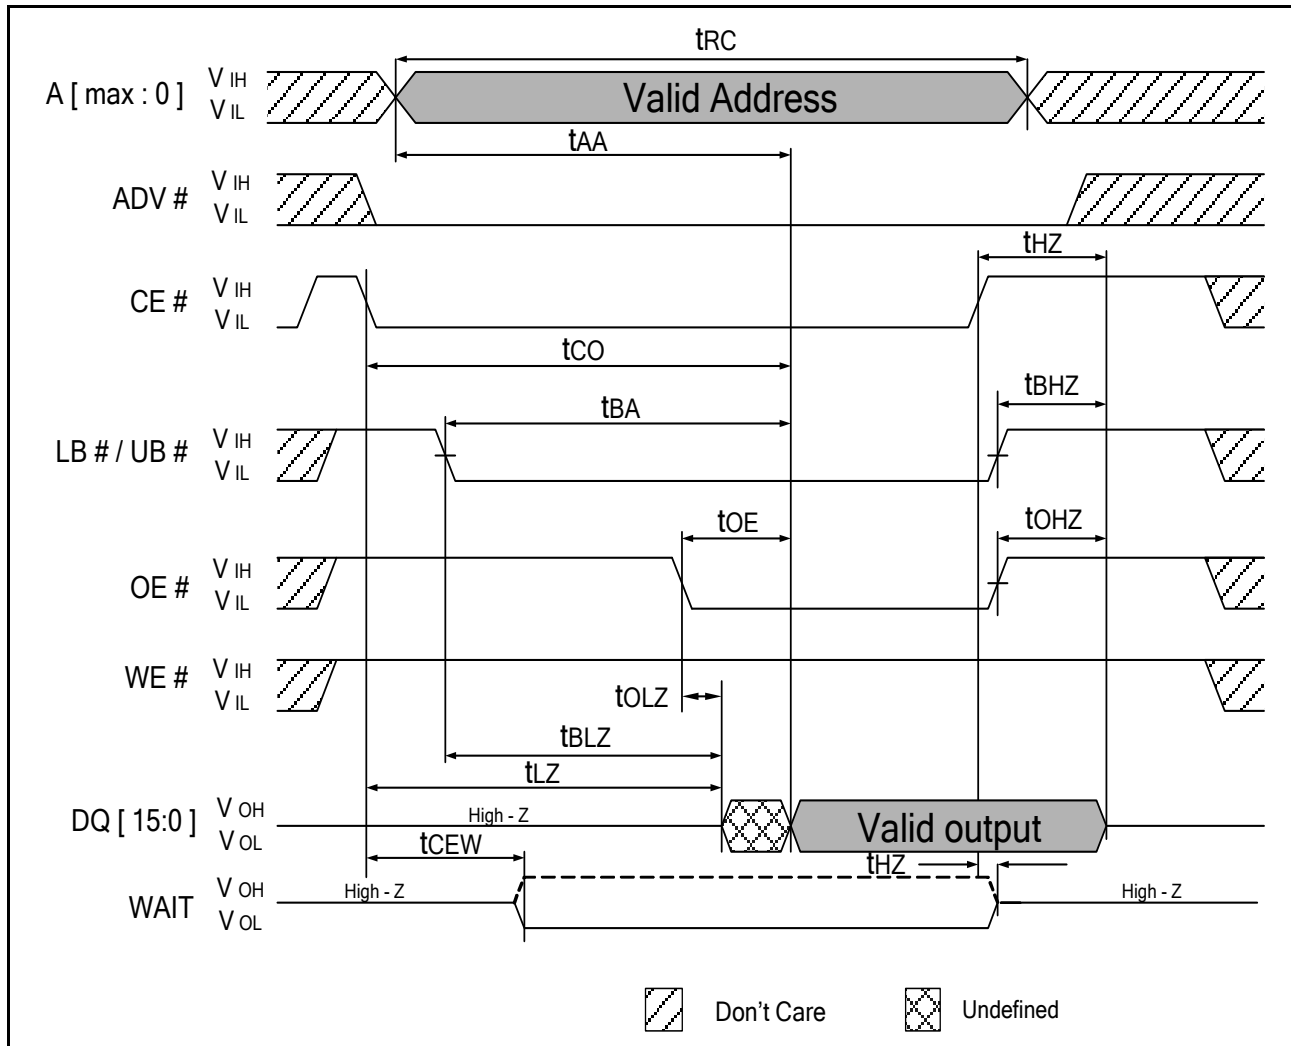 tRC
A [ max : 0 ]
V IH
V IL
Valid Address
tAA
ADV #
V IH
V IL
tHZ
CE #
V IH
V IL
tCO
tBHZ
tBA
LB # / UB #
V IH
V IL
tOE
tOHZ
OE #
V IH
V IL
WE #
V IH
V IL
tOLZ
tBLZ
tLZ
DQ [ 15:0 ]
V OH
V OL
High - Z
Valid output
tCEW
tHZ
WAIT
V OH
V OL
High - Z
High - Z
Don't Care
Undefined